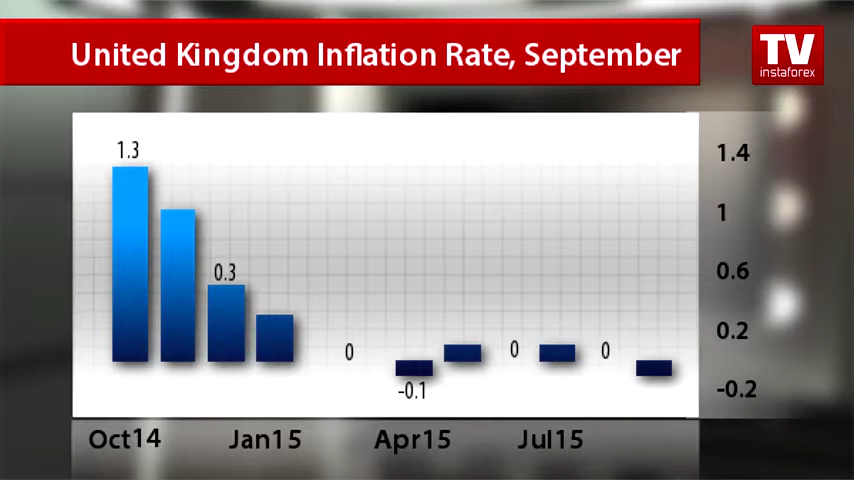 United Kingdom Inflation Rate, September
TV
instaforex
1.3
0.3
0
-0.1
0
0
1.4
1
0.6
0.2
-0.2
Oct14
Jan15
Apr15
Jul15